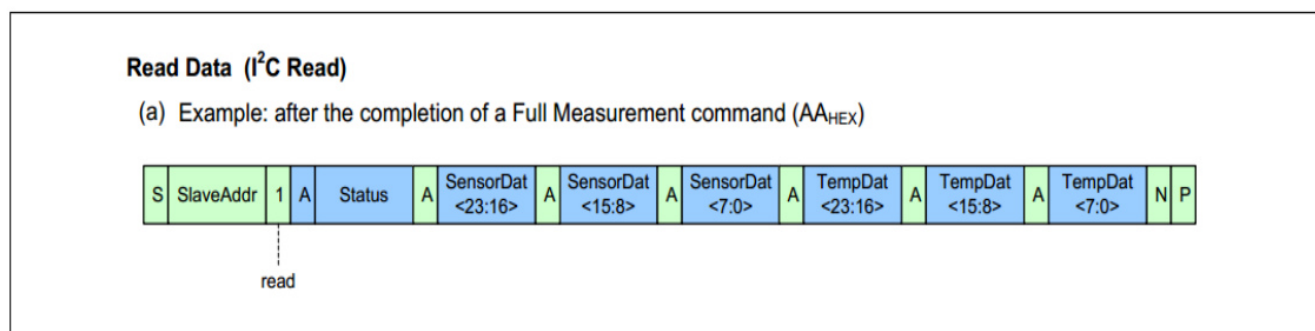 Read Data (I²C Read)
(a) Example: after the completion of a Full Measurement command (AA_HEX)
S SlaveAddr 1 A Status A SensorDat <23:16> A SensorDat <15:8> A SensorDat <7:0> A TempDat <23:16> A TempDat <15:8> A TempDat <7:0> N P
read